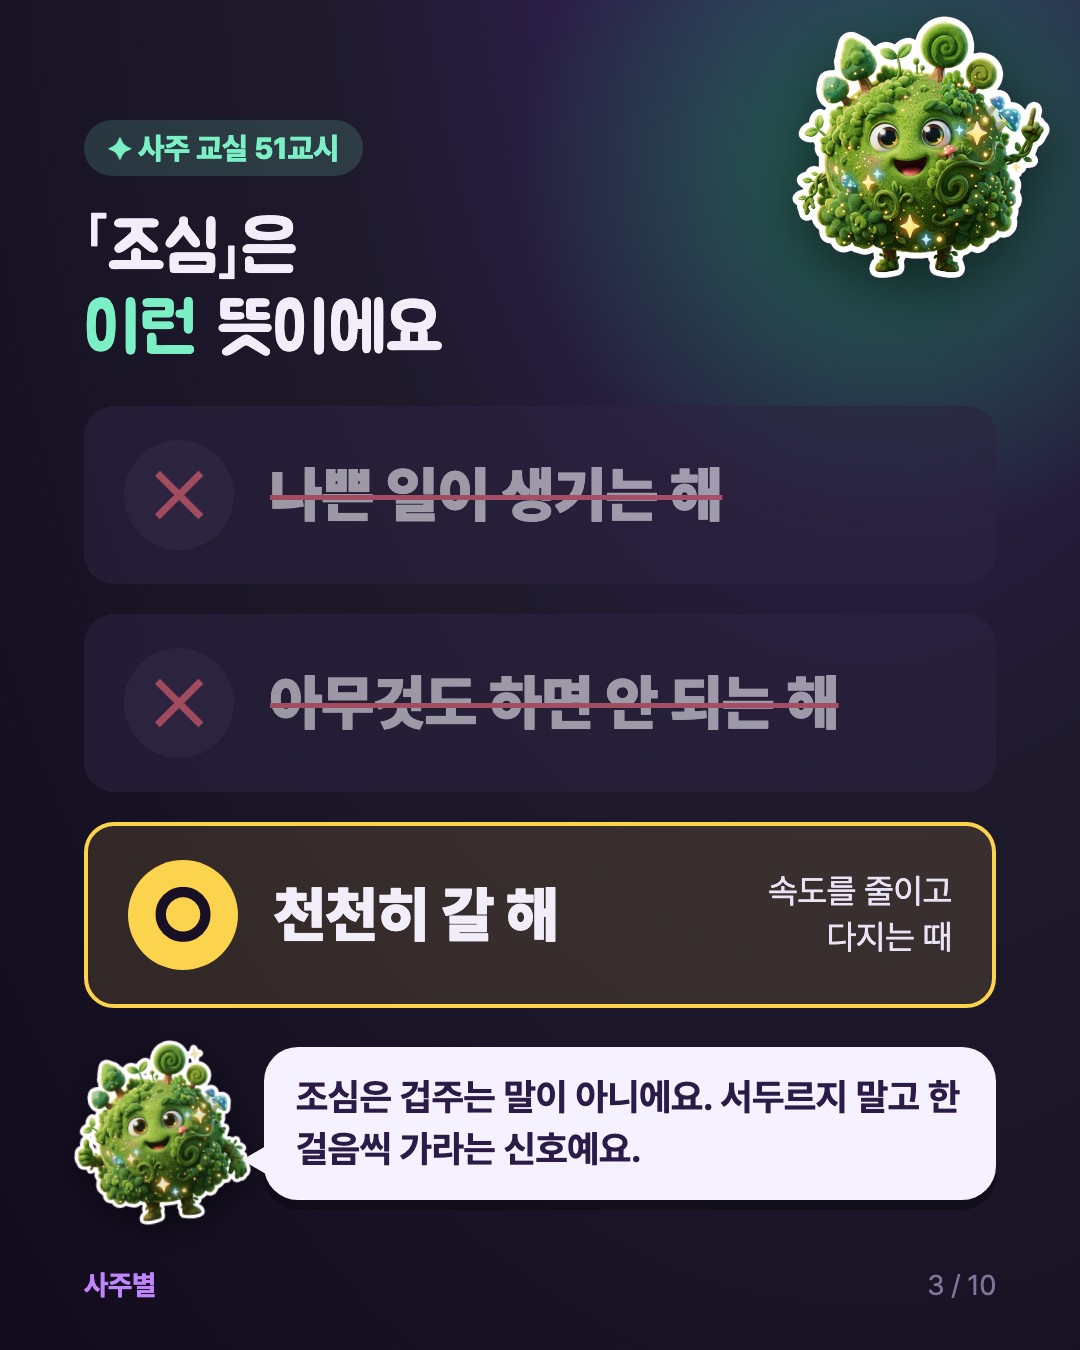 ✦ 사주 교실 51교시
「조심」은
이런 뜻이에요
나쁜 일이 생기는 해
아무것도 하면 안 되는 해
천천히 갈 해
속도를 줄이고
다지는 때
조심은 겁주는 말이 아니에요. 서두르지 말고 한
걸음씩 가라는 신호예요.
사주별
3 / 10